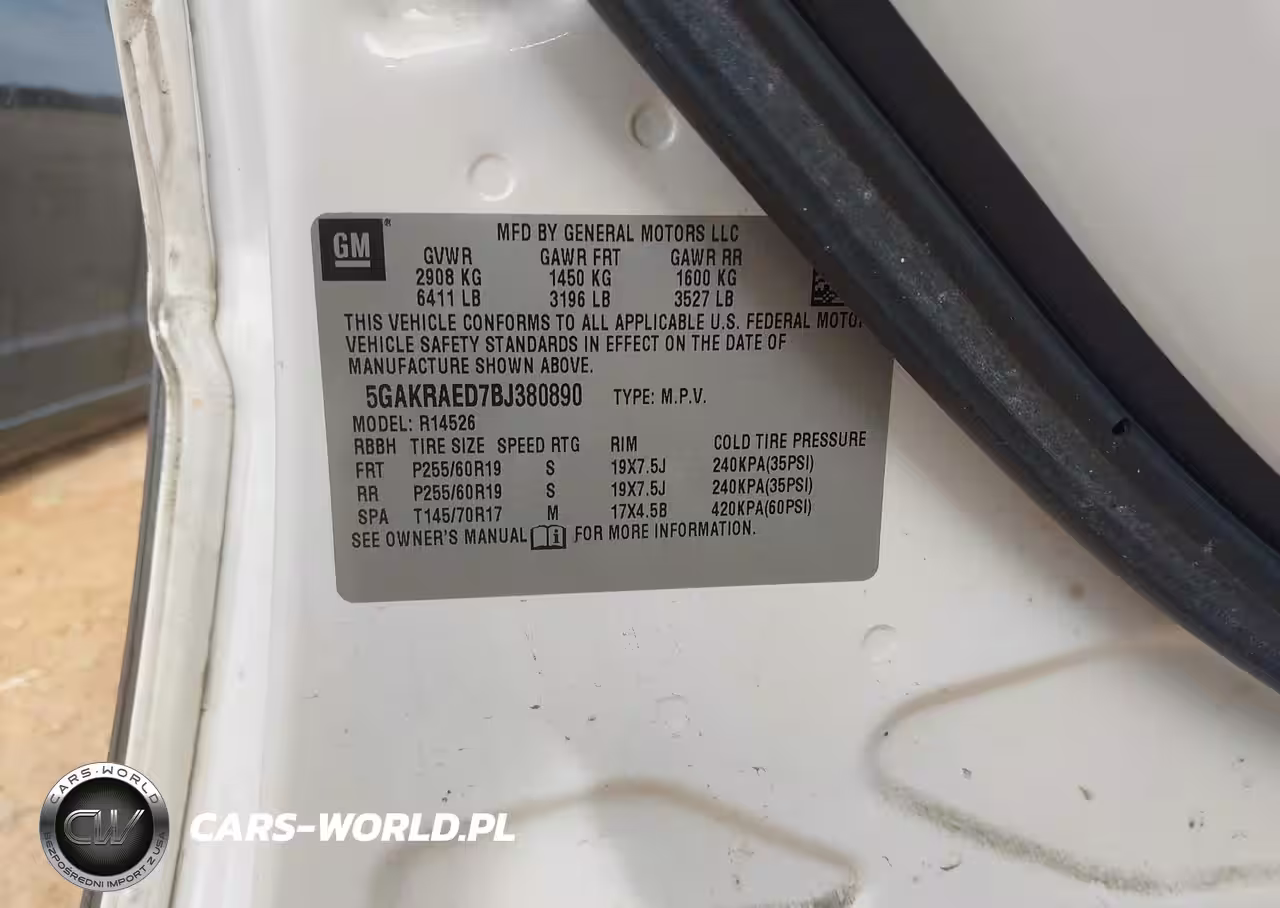 GM®
MFD BY GENERAL MOTORS LLC
GVWR GAWR FRT GAWR RR
2908 KG 1450 KG 1600 KG
6411 LB 3196 LB 3527 LB
THIS VEHICLE CONFORMS TO ALL APPLICABLE U.S. FEDERAL MOTO
VEHICLE SAFETY STANDARDS IN EFFECT ON THE DATE OF
MANUFACTURE SHOWN ABOVE.
5GAKRAED7BJ380890 TYPE: M.P.V.
MODEL: R14526
RBBH TIRE SIZE SPEED RTG RIM COLD TIRE PRESSURE
FRT P255/60R19 S 19X7.5J 240KPA(35PSI)
RR P255/60R19 S 19X7.5J 240KPA(35PSI)
SPA T145/70R17 M 17X4.5B 420KPA(60PSI)
SEE OWNER'S MANUAL i FOR MORE INFORMATION.
CARS-WORLD
CW
BEZPOŚREDNI IMPORT Z USA
CARS-WORLD.PL